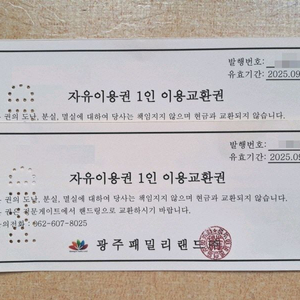 발행번호:
유효기간: 2025.09
자유이용권 1인 이용교환권
권의 도난, 분실, 멸실에 대하여 당사는 책임지지 않으며 현금과 교환되지 않습니다.
발행번호:
유효기간: 2025.09
자유이용권 1인 이용교환권
권의 도난, 분실, 멸실에 대하여 당사는 책임지지 않으며 현금과 교환되지 않습니다.
권은 정문게이트에서 랜드링으로 교환하시기 바랍니다.
062-607-8025
광주패밀리랜드